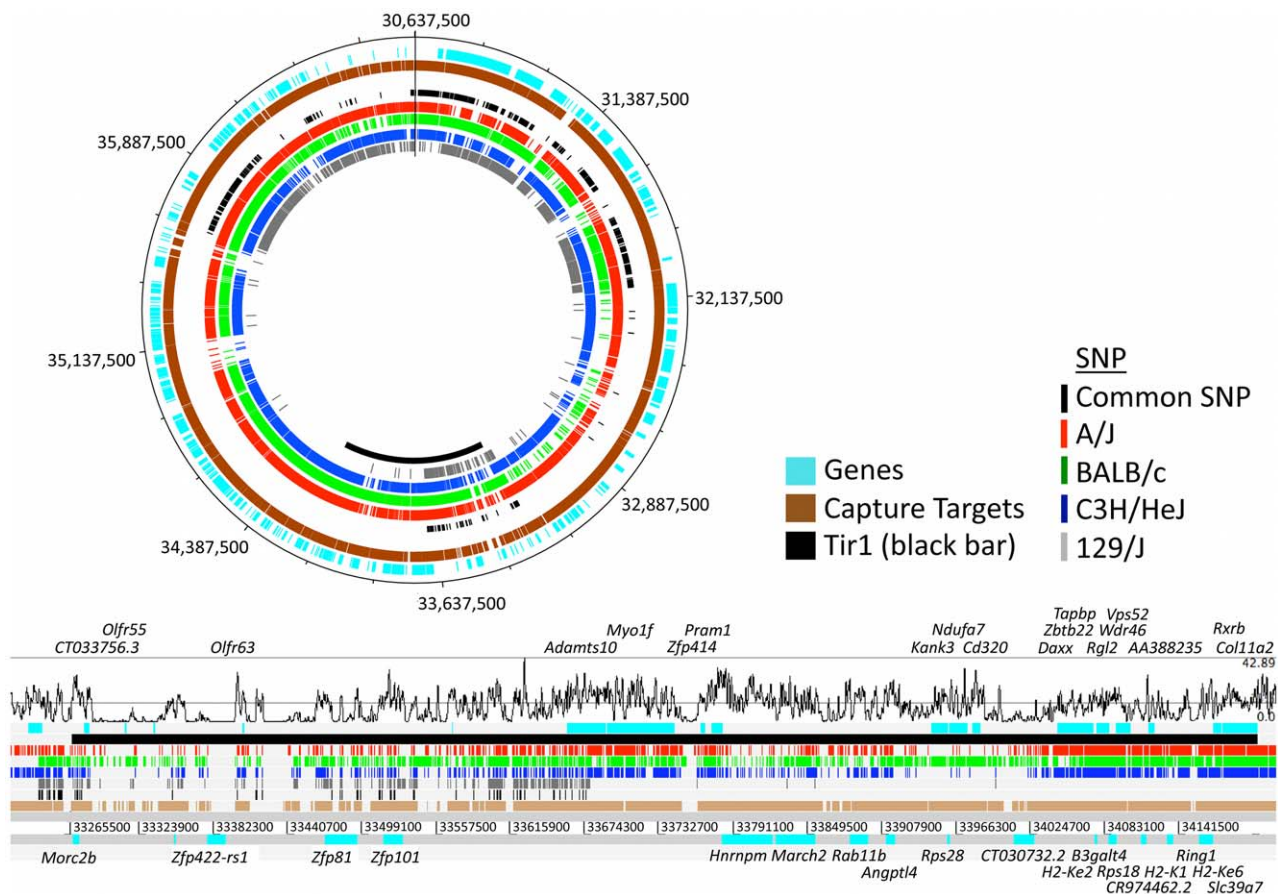 30,637,500
31,387,500
35,887,500
32,137,500
35,137,500
32,887,500
34,387,500
33,637,500
SNP
Common SNP
A/J
BALB/c
C3H/HeJ
129/J
Genes
Capture Targets
Tir1 (black bar)
Tapbp Vps52
Olfr55 Myo1f Pram1 Ndufa7 Zbtb22 Wdr46 Rxrb
CT033756.3 Olfr63 Adamts10 Zfp414 Kank3 Cd320 Daxx Rgl2 AA388235 Col11a2
42.89
0.0
33265500 33323900 33382300 33440700 33499100 33557500 33615900 33674300 33732700 33791100 33849500 33907900 33966300 34024700 34083100 34141500
Morc2b Zfp422-rs1 Zfp81 Zfp101 Hnrnpm March2 Rab11b Rps28 CT030732.2 B3galt4 Ring1
Angptl4 H2-Ke2 Rps18 H2-K1 H2-Ke6
CR974462.2 Slc39a7